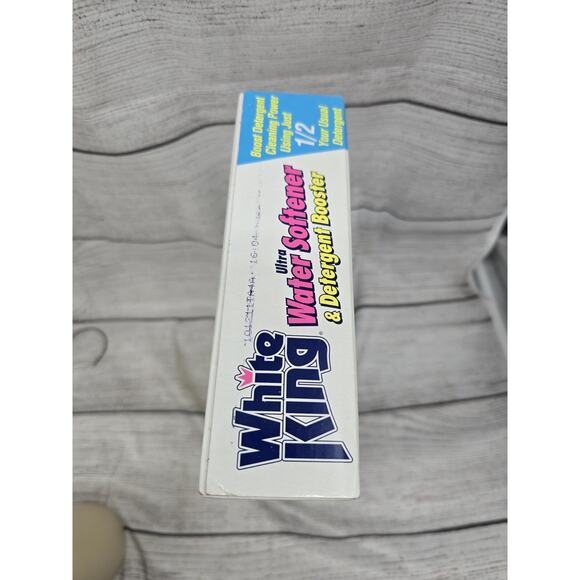 White
King®
Ultra
Water Softener
& Detergent Booster
Boost Detergent
Cleaning Power
Using Just
1/2
Your Usual
Detergent